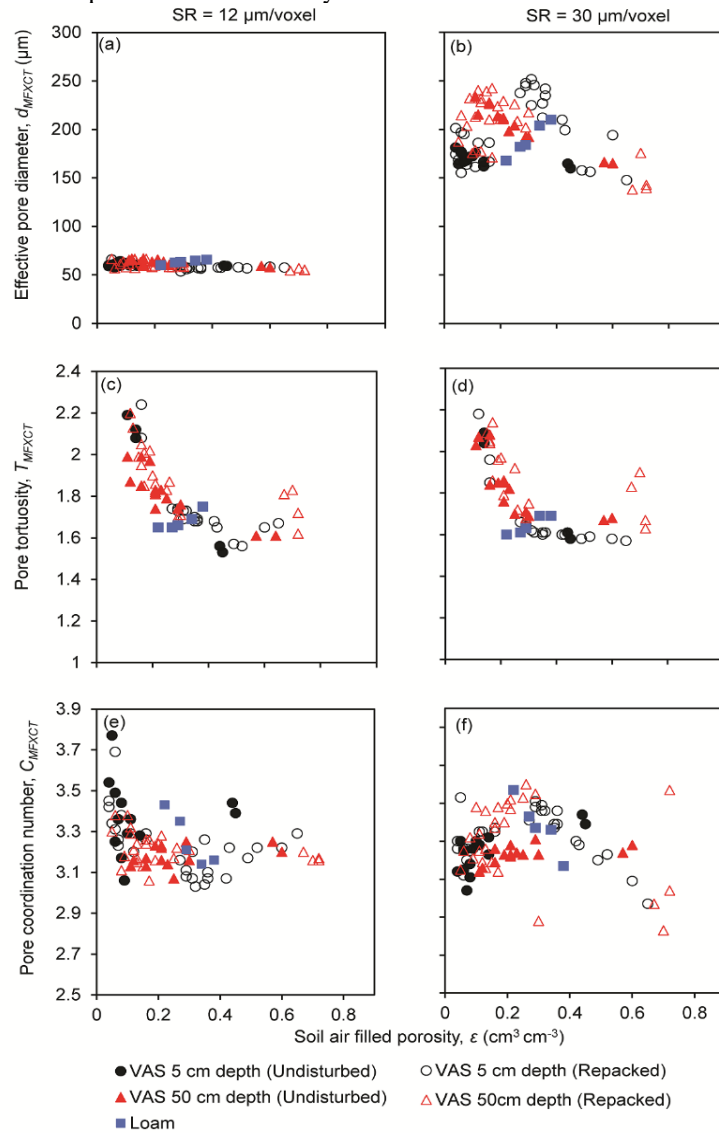 SR = 12 µm/voxel SR = 30 µm/voxel
(a) (b)
Effective pore diameter, dMFXCT (µm)
300
250
200
150
100
50
0
(c) (d)
Pore tortuosity, TMFXCT
2.4
2.2
2
1.8
1.6
1.4
1.2
1
(e) (f)
Pore coordination number, CMFXCT
3.9
3.7
3.5
3.3
3.1
2.9
2.7
2.5
0 0.2 0.4 0.6 0.8 0 0.2 0.4 0.6 0.8
Soil air filled porosity, ε (cm³ cm⁻³)
VAS 5 cm depth (Undisturbed) VAS 5 cm depth (Repacked)
VAS 50 cm depth (Undisturbed) VAS 50cm depth (Repacked)
Loam